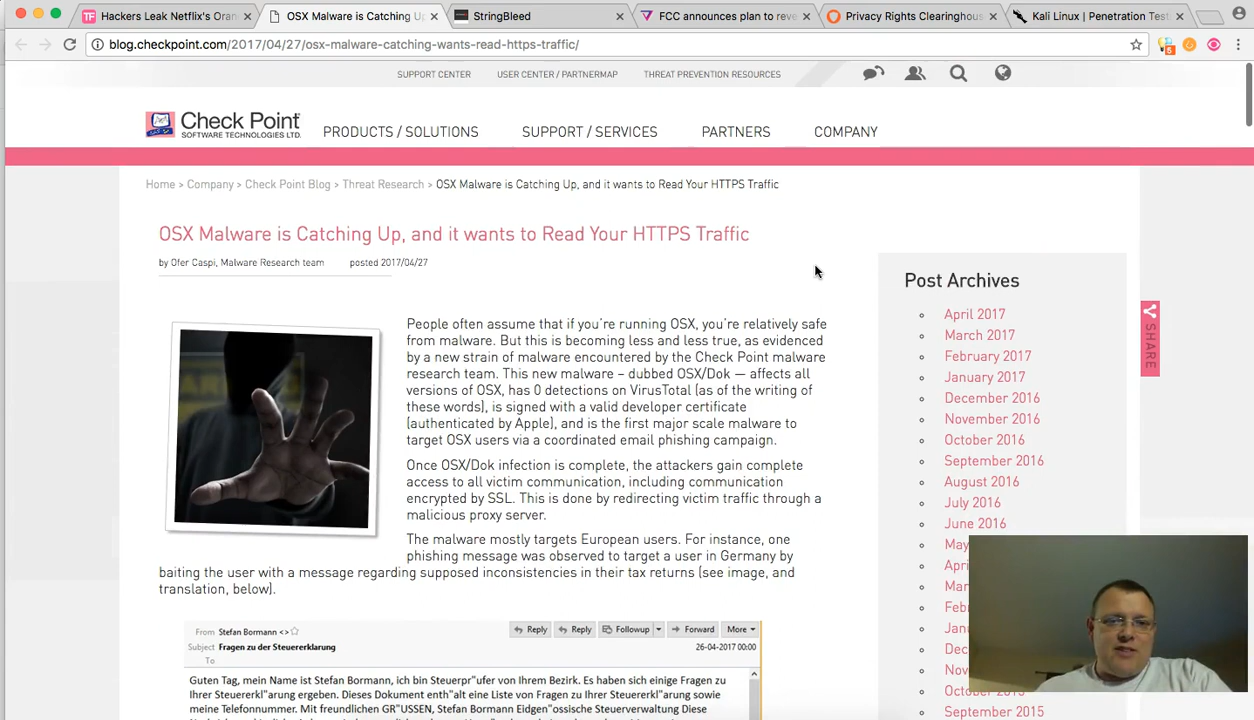 Hackers Leak Netflix's Oran
OSX Malware is Catching Up
StringBleed
FCC announces plan to reve
Privacy Rights Clearinghous
Kali Linux | Penetration Test
blog.checkpoint.com/2017/04/27/osx-malware-catching-wants-read-https-traffic/
5
SUPPORT CENTER USER CENTER / PARTNERMAP THREAT PREVENTION RESOURCES
Check Point
SOFTWARE TECHNOLOGIES LTD.
PRODUCTS / SOLUTIONS SUPPORT / SERVICES PARTNERS COMPANY
Home > Company > Check Point Blog > Threat Research > OSX Malware is Catching Up, and it wants to Read Your HTTPS Traffic
OSX Malware is Catching Up, and it wants to Read Your HTTPS Traffic
by Ofer Caspi, Malware Research team posted 2017/04/27
People often assume that if you're running OSX, you're relatively safe
from malware. But this is becoming less and less true, as evidenced
by a new strain of malware encountered by the Check Point malware
research team. This new malware – dubbed OSX/Dok — affects all
versions of OSX, has 0 detections on VirusTotal (as of the writing of
these words), is signed with a valid developer certificate
(authenticated by Apple), and is the first major scale malware to
target OSX users via a coordinated email phishing campaign.
Once OSX/Dok infection is complete, the attackers gain complete
access to all victim communication, including communication
encrypted by SSL. This is done by redirecting victim traffic through a
malicious proxy server.
The malware mostly targets European users. For instance, one
phishing message was observed to target a user in Germany by
baiting the user with a message regarding supposed inconsistencies in their tax returns (see image, and
translation, below).
From Stefan Bormann <>
Reply Reply Followup Forward More
Subject Fragen zu der Steuererklarung
26-04-2017 00:00
To
Guten Tag, mein Name ist Stefan Bormann, ich bin Steuerpr"ufer von Ihrem Bezirk. Es haben sich einige Fragen zu
Ihrer Steuererkl"arung ergeben. Dieses Dokument enth"alt eine Liste von Fragen zu Ihrer Steuererkl"arung sowie
meine Telefonnummer. Mit freundlichen GR"USSEN, Stefan Bormann Eidgen"ossische Steuerverwaltung Diese
Post Archives
April 2017
March 2017
February 2017
January 2017
December 2016
November 2016
October 2016
September 2016
August 2016
July 2016
June 2016
May
Apri
Mar
Feb
Janu
Dec
Nov
Octo
September 2015
SHARE